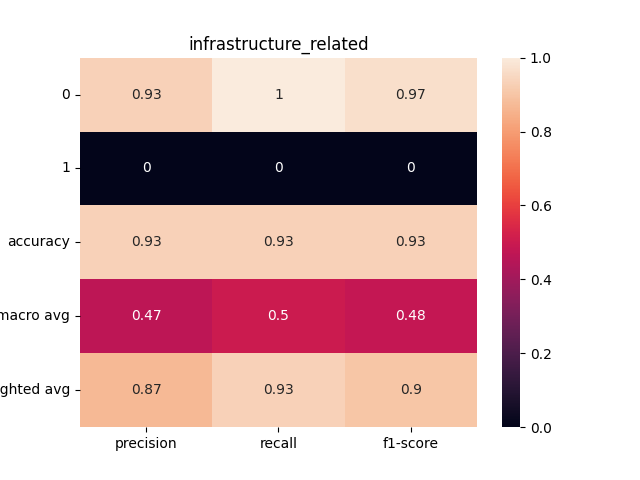 infrastructure_related
0 0.93 1 0.97
1 0 0 0
accuracy 0.93 0.93 0.93
macro avg 0.47 0.5 0.48
ghted avg 0.87 0.93 0.9
precision recall f1-score
1.0
0.8
0.6
0.4
0.2
0.0